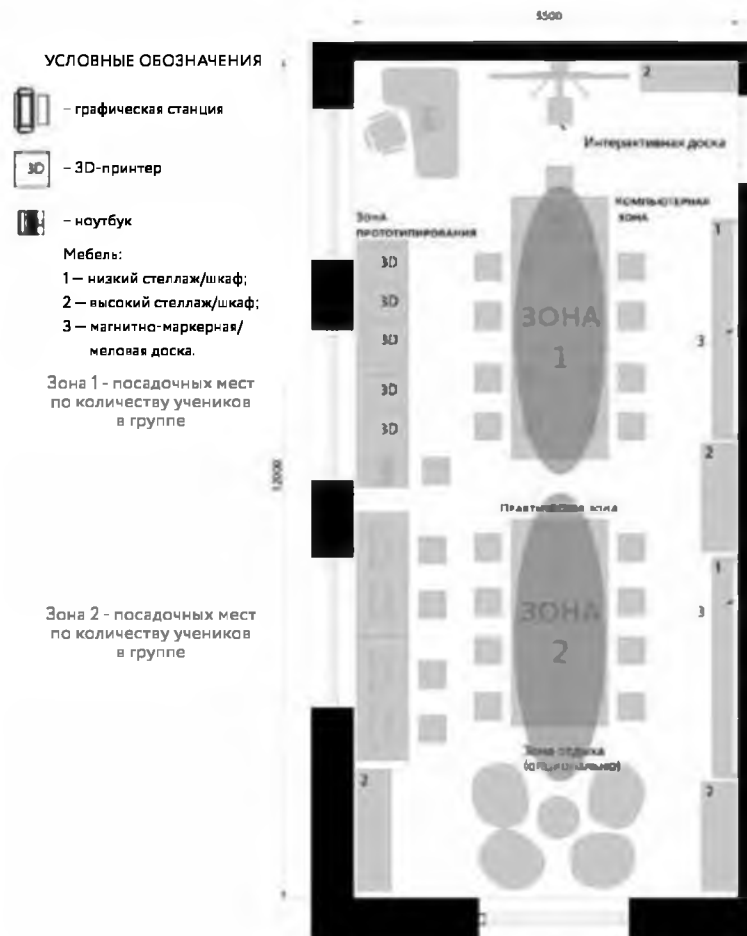 5500
УСЛОВНЫЕ ОБОЗНАЧЕНИЯ
– графическая станция
3D
– 3D-принтер
– ноутбук
Мебель:
1 — низкий стеллаж/шкаф;
2 — высокий стеллаж/шкаф;
3 — магнитно-маркерная/
меловая доска.
Зона 1 - посадочных мест
по количеству учеников
в группе
Зона 2 - посадочных мест
по количеству учеников
в группе
12000
2
Интерактивная доска
ЗОНА
ПРОТОТИПИРОВАНИЯ
КОМПЬЮТЕРНАЯ
ЗОНА
3D
3D
3D
3D
3D
ЗОНА
1
1
3
2
Практическая зона
ЗОНА
2
1
3
Зона отдыха
(опционально)
2
2